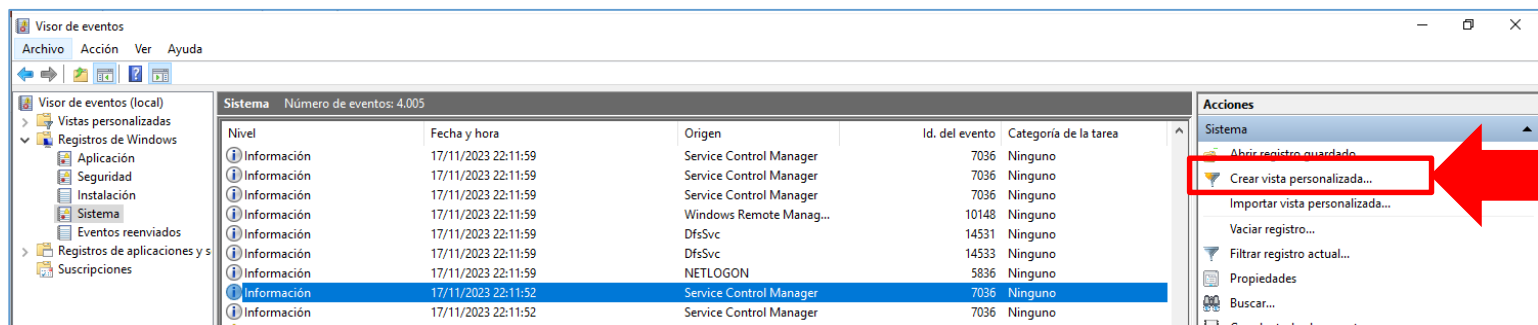 Visor de eventos
Archivo Acción Ver Ayuda
Visor de eventos (local)
Vistas personalizadas
Registros de Windows
Aplicación
Seguridad
Instalación
Sistema
Eventos reenviados
Registros de aplicaciones y s
Suscripciones
Sistema Número de eventos: 4.005
Nivel Fecha y hora Origen Id. del evento Categoría de la tarea
Información 17/11/2023 22:11:59 Service Control Manager 7036 Ninguno
Información 17/11/2023 22:11:59 Service Control Manager 7036 Ninguno
Información 17/11/2023 22:11:59 Service Control Manager 7036 Ninguno
Información 17/11/2023 22:11:59 Windows Remote Manag... 10148 Ninguno
Información 17/11/2023 22:11:59 DfsSvc 14531 Ninguno
Información 17/11/2023 22:11:59 DfsSvc 14533 Ninguno
Información 17/11/2023 22:11:59 NETLOGON 5836 Ninguno
Información 17/11/2023 22:11:52 Service Control Manager 7036 Ninguno
Información 17/11/2023 22:11:52 Service Control Manager 7036 Ninguno
Acciones
Sistema
Abrir registro guardado
Crear vista personalizada...
Importar vista personalizada...
Vaciar registro...
Filtrar registro actual...
Propiedades
Buscar...